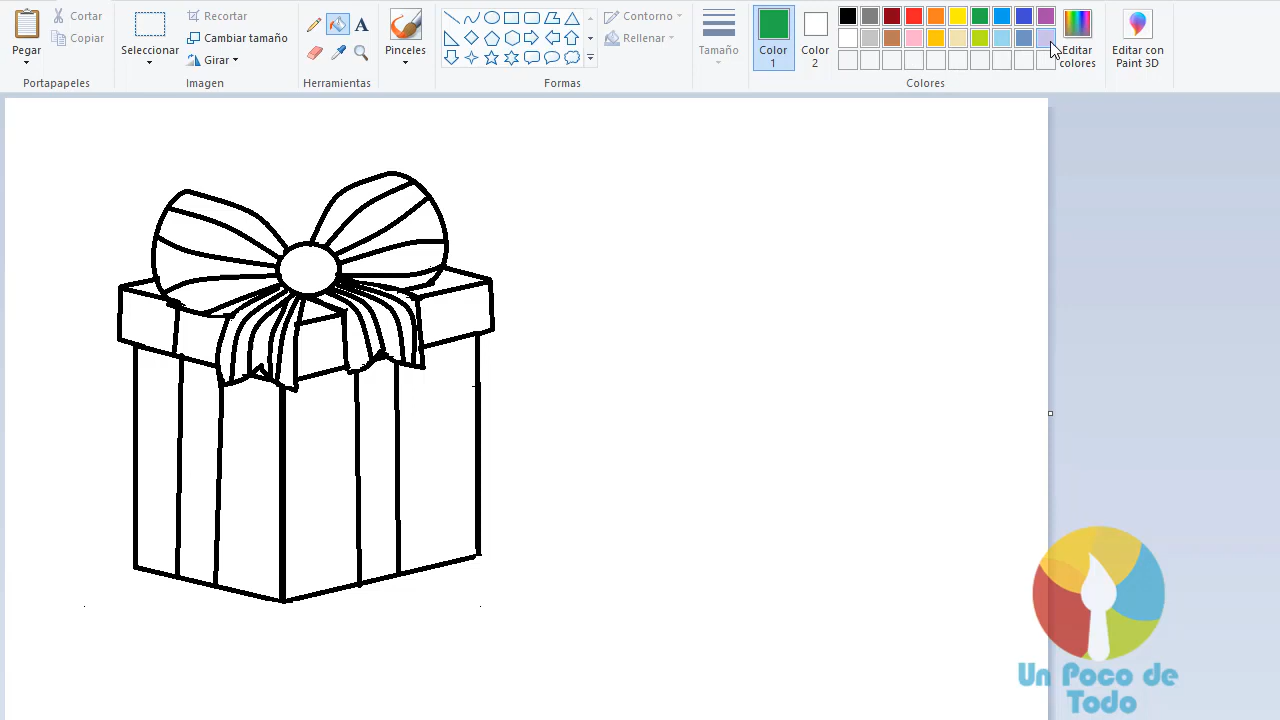 Pegar
Cortar
Copiar
Portapapeles
Seleccionar
Recortar
Cambiar tamaño
Girar
Imagen
A
Herramientas
Pinceles
Contorno
Rellenar
Formas
Tamaño
Color
1
Color
2
Editar
colores
Colores
Editar con
Paint 3D
Un Poco de
Todo